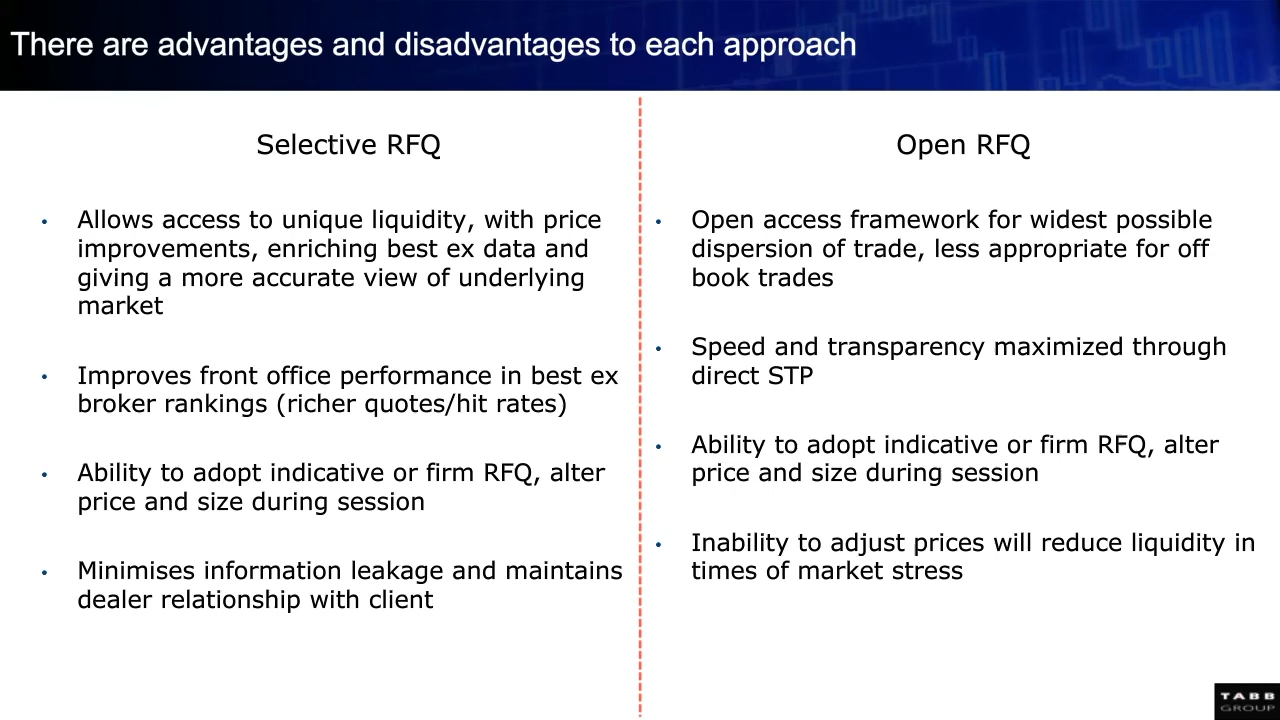 There are advantages and disadvantages to each approach
Selective RFQ
• Allows access to unique liquidity, with price
improvements, enriching best ex data and
giving a more accurate view of underlying
market
• Improves front office performance in best ex
broker rankings (richer quotes/hit rates)
• Ability to adopt indicative or firm RFQ, alter
price and size during session
• Minimises information leakage and maintains
dealer relationship with client
Open RFQ
• Open access framework for widest possible
dispersion of trade, less appropriate for off
book trades
• Speed and transparency maximized through
direct STP
• Ability to adopt indicative or firm RFQ, alter
price and size during session
• Inability to adjust prices will reduce liquidity in
times of market stress
TABB
GROUP